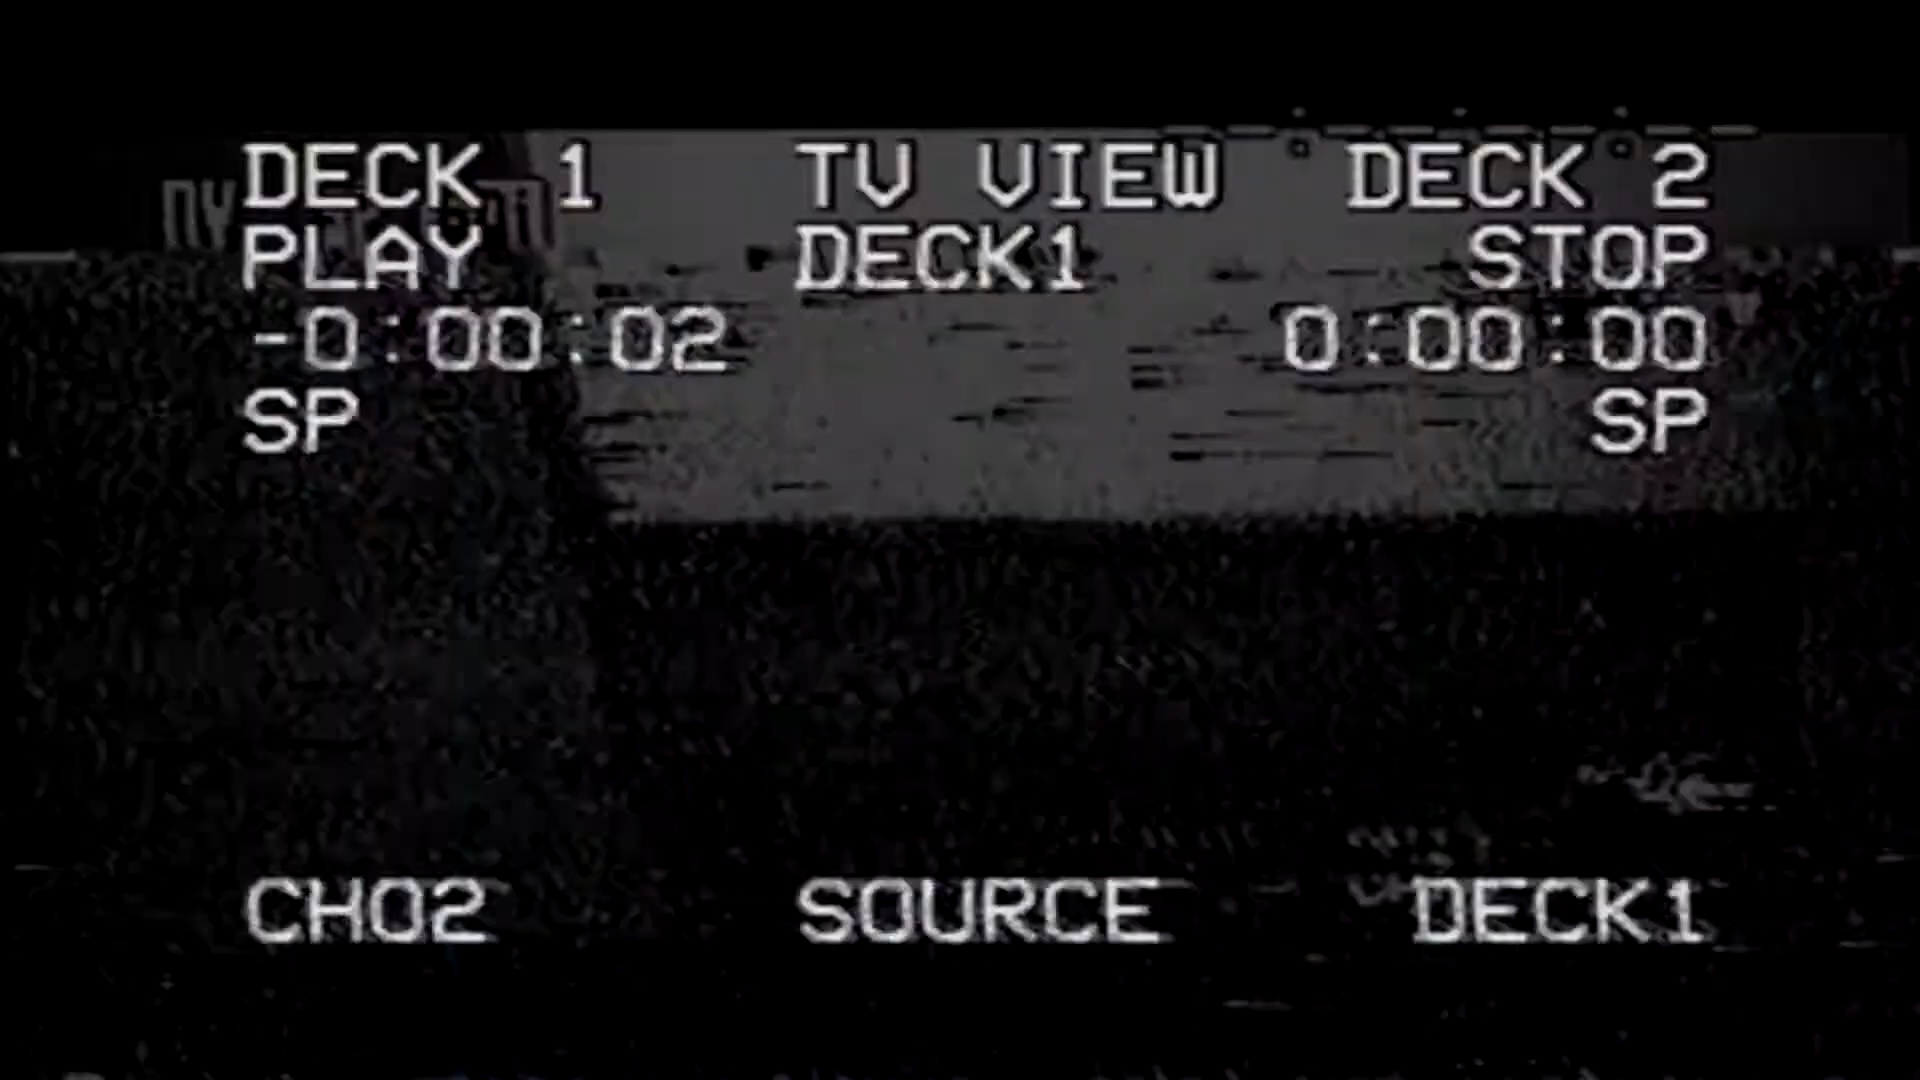 DECK 1 TV VIEW DECK 2
PLAY DECK1 STOP
-0:00:02 0:00:00
SP SP
CH02 SOURCE DECK1